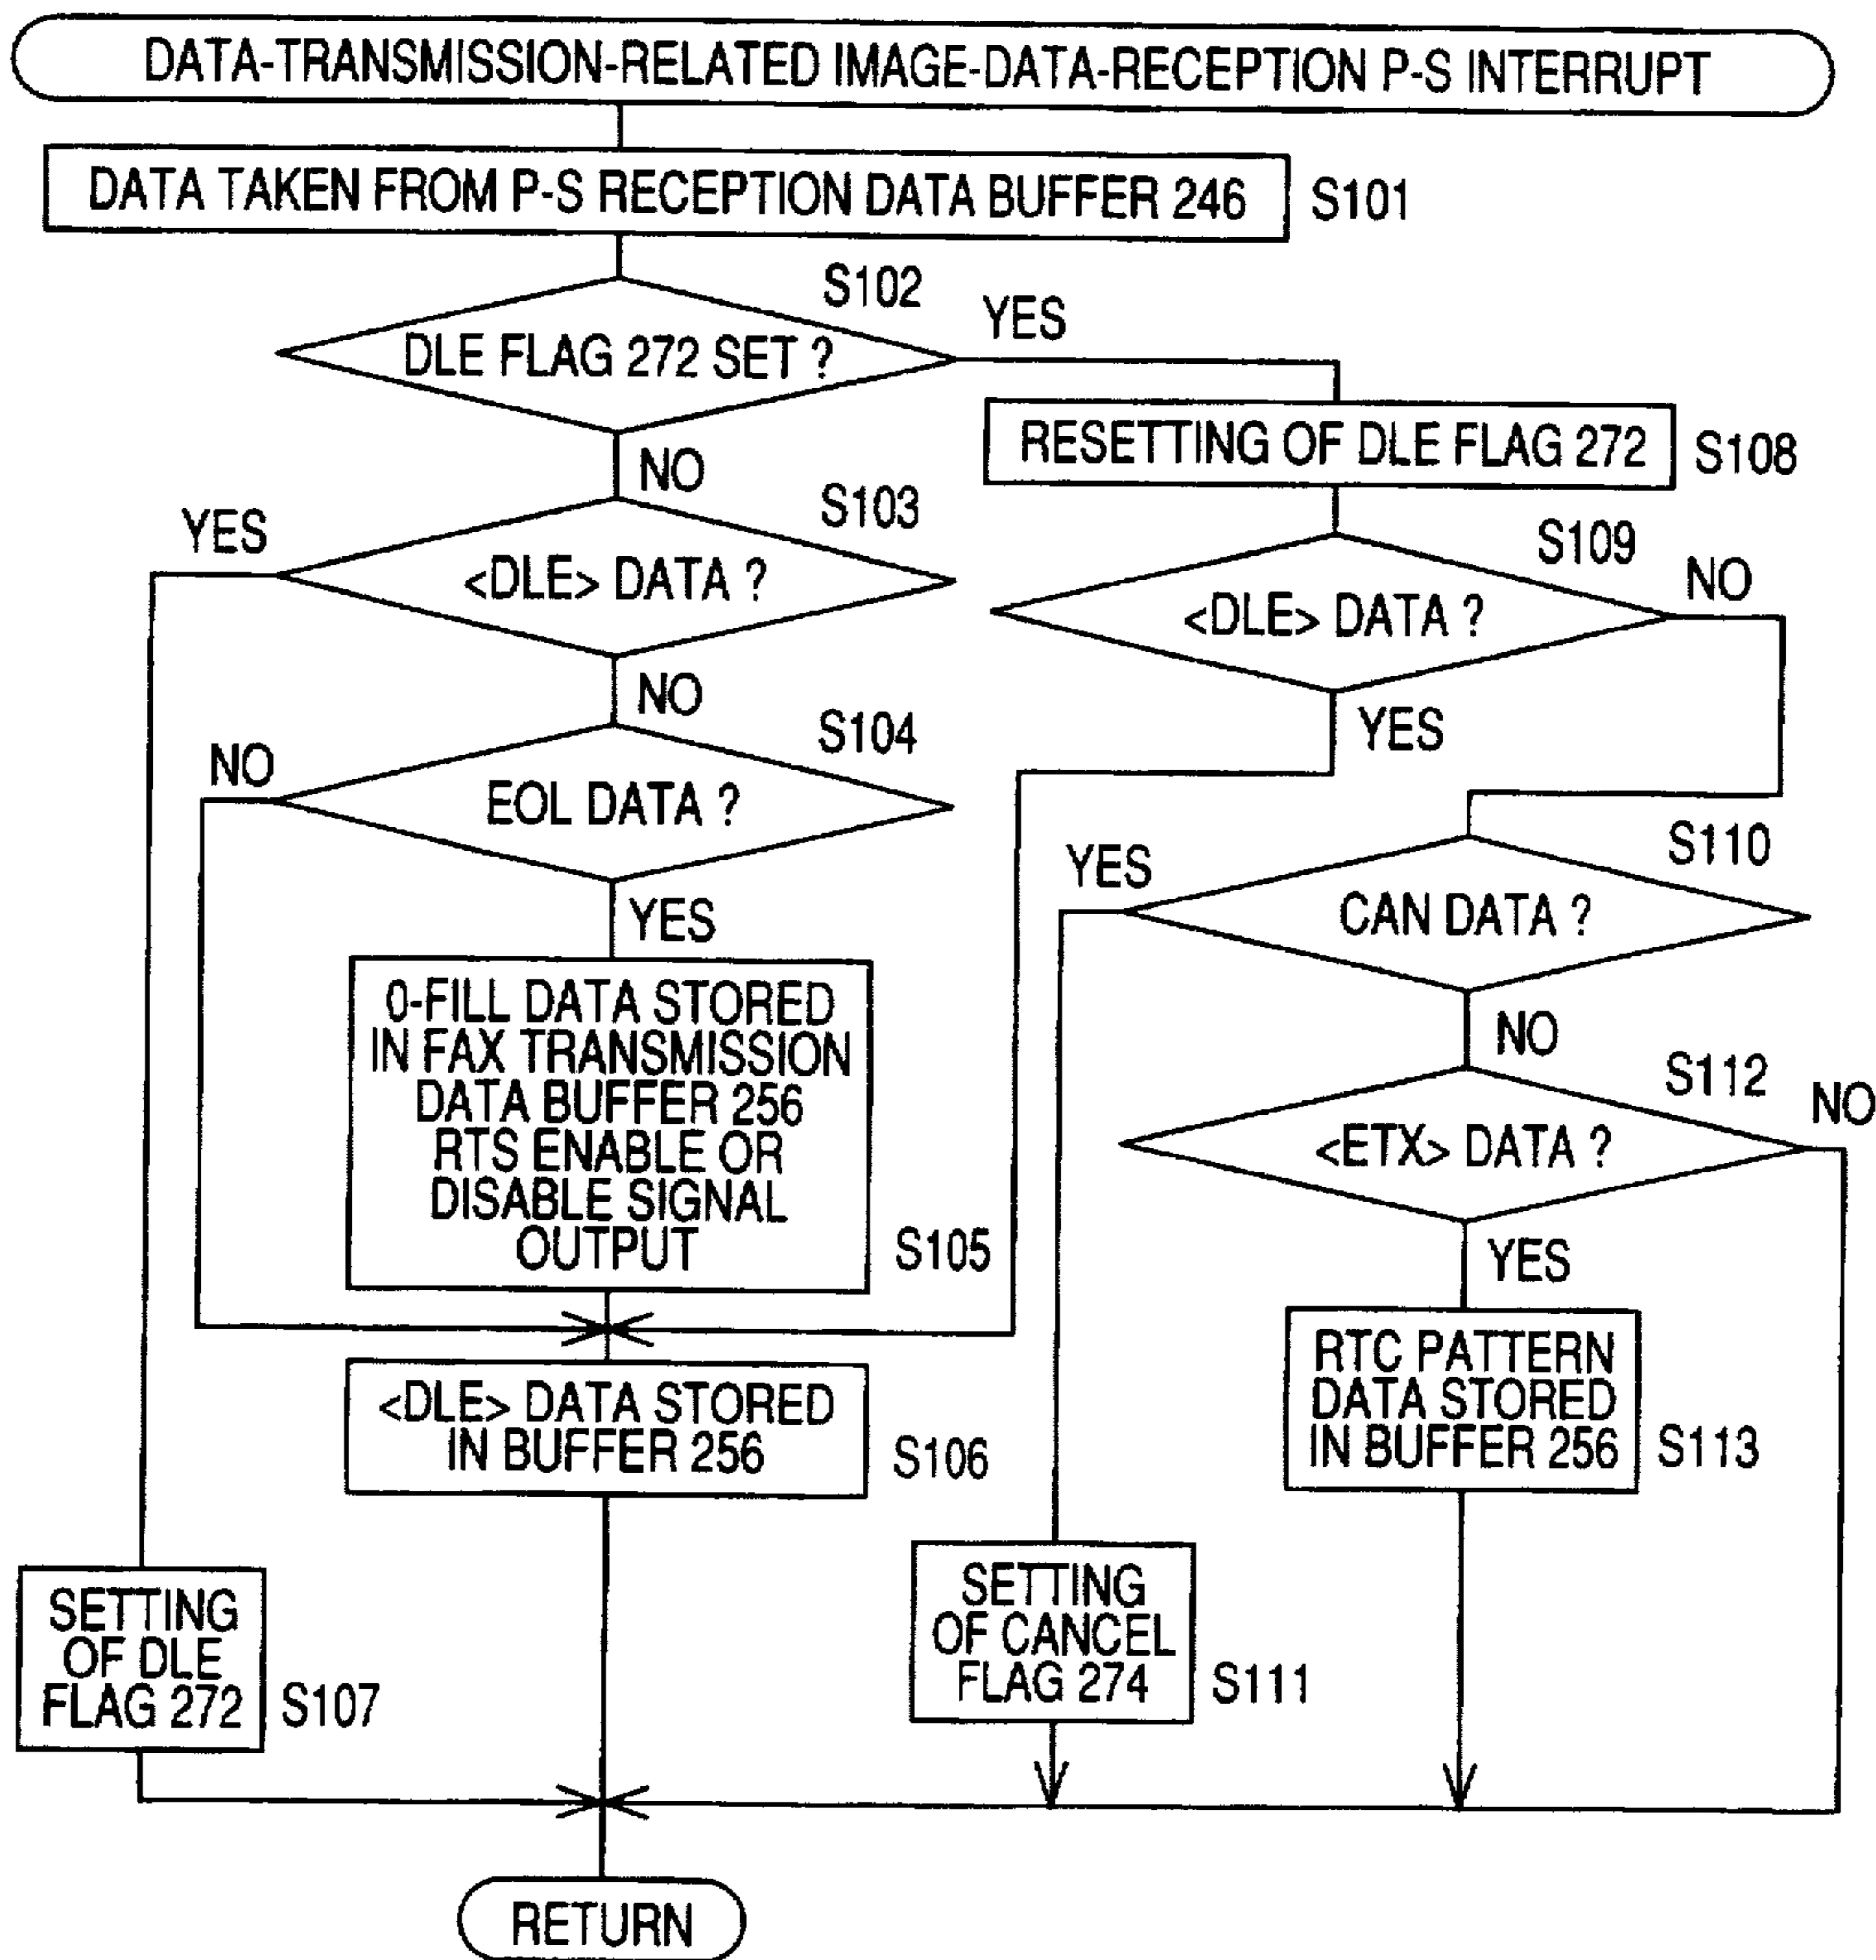 DATA-TRANSMISSION-RELATED IMAGE-DATA-RECEPTION P-S INTERRUPT
DATA TAKEN FROM P-S RECEPTION DATA BUFFER 246
S101
S102
DLE FLAG 272 SET ?
YES
NO
RESETTING OF DLE FLAG 272
S108
S103
YES
<DLE> DATA ?
NO
S109
<DLE> DATA ?
NO
YES
S104
NO
EOL DATA ?
YES
S110
YES
CAN DATA ?
NO
0-FILL DATA STORED
IN FAX TRANSMISSION
DATA BUFFER 256
RTS ENABLE OR
DISABLE SIGNAL
OUTPUT
S105
S112
NO
<ETX> DATA ?
YES
<DLE> DATA STORED
IN BUFFER 256
S106
RTC PATTERN
DATA STORED
IN BUFFER 256
S113
SETTING
OF DLE
FLAG 272
S107
SETTING
OF CANCEL
FLAG 274
S111
RETURN